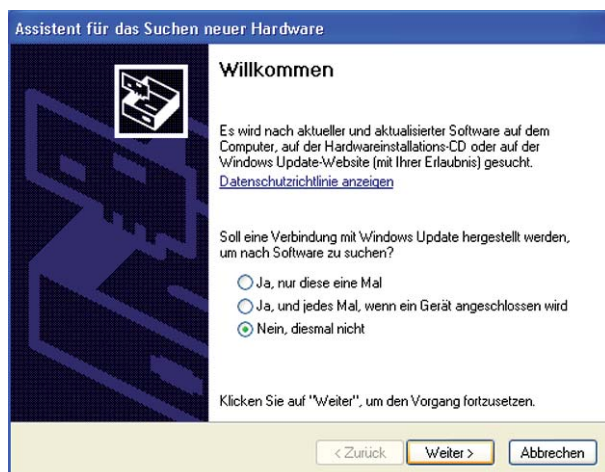 Assistent für das Suchen neuer Hardware
Willkommen
Es wird nach aktueller und aktualisierter Software auf dem
Computer, auf der Hardwareinstallations-CD oder auf der
Windows Update-Website (mit Ihrer Erlaubnis) gesucht.
Datenschutzrichtlinie anzeigen
Soll eine Verbindung mit Windows Update hergestellt werden,
um nach Software zu suchen?
Ja, nur diese eine Mal
Ja, und jedes Mal, wenn ein Gerät angeschlossen wird
Nein, diesmal nicht
Klicken Sie auf "Weiter", um den Vorgang fortzusetzen.
< Zurück Weiter > Abbrechen